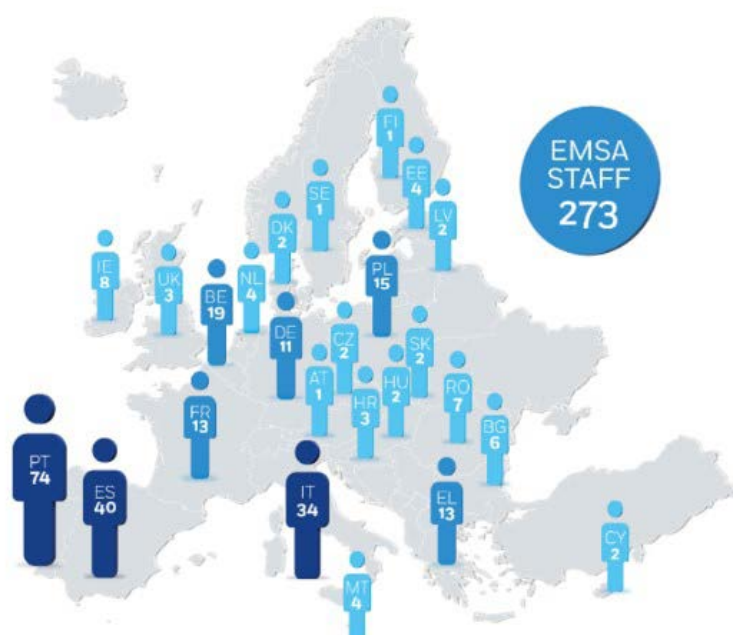 EMSA
STAFF
273
FI
1
EE
4
SE
1
LV
2
DK
2
IE
8
UK
3
NL
4
PL
15
BE
19
DE
11
CZ
2
SK
2
AT
1
HU
2
HR
3
RO
7
FR
13
BG
6
PT
74
ES
40
IT
34
EL
13
CY
2
MT
4